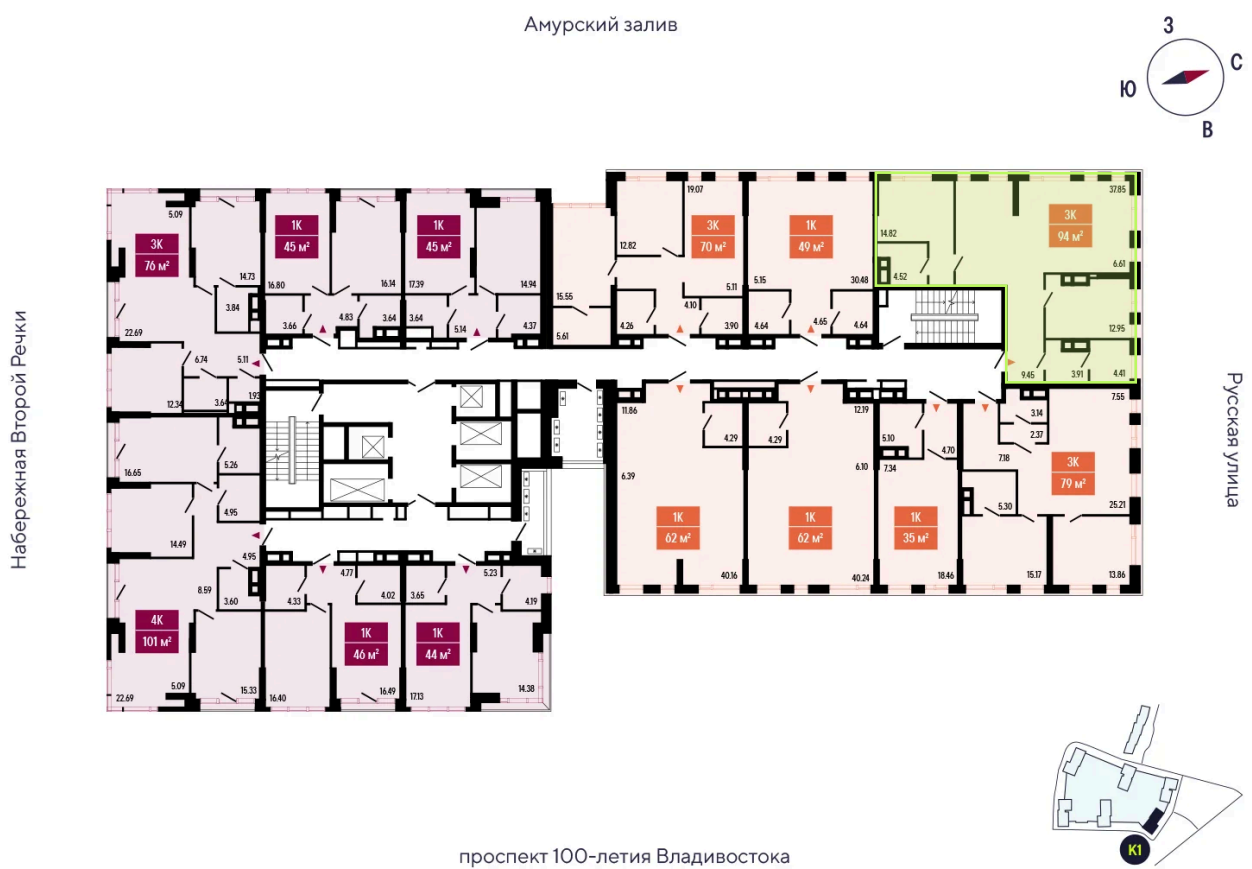 Амурский залив
З
С
Ю
В
Набережная Второй Речки
Русская улица
5.09
3К
76 м²
14.73
3.84
22.69
6.74
5.11
12.34
3.64
1.93
1К
45 м²
16.80
16.14
3.66
4.83
3.64
1К
45 м²
17.39
14.94
3.64
5.14
4.37
15.55
5.61
19.07
3К
70 м²
12.82
5.11
4.10
4.26
3.90
1К
49 м²
5.15
30.48
4.64
4.65
4.64
37.85
3К
94 м²
14.82
4.52
6.61
12.95
9.45
3.91
4.41
16.65
5.26
4.95
14.49
4.95
8.59
3.60
4К
101 м²
5.09
22.69
15.33
4.77
4.33
4.02
1К
46 м²
16.40
16.49
5.23
3.65
4.19
1К
44 м²
17.13
14.38
11.86
4.29
6.39
1К
62 м²
40.16
12.19
4.29
6.10
1К
62 м²
40.24
5.10
4.70
7.34
1К
35 м²
18.46
7.55
3.14
2.37
7.18
3К
79 м²
5.30
25.21
15.17
13.86
К1
проспект 100-летия Владивостока